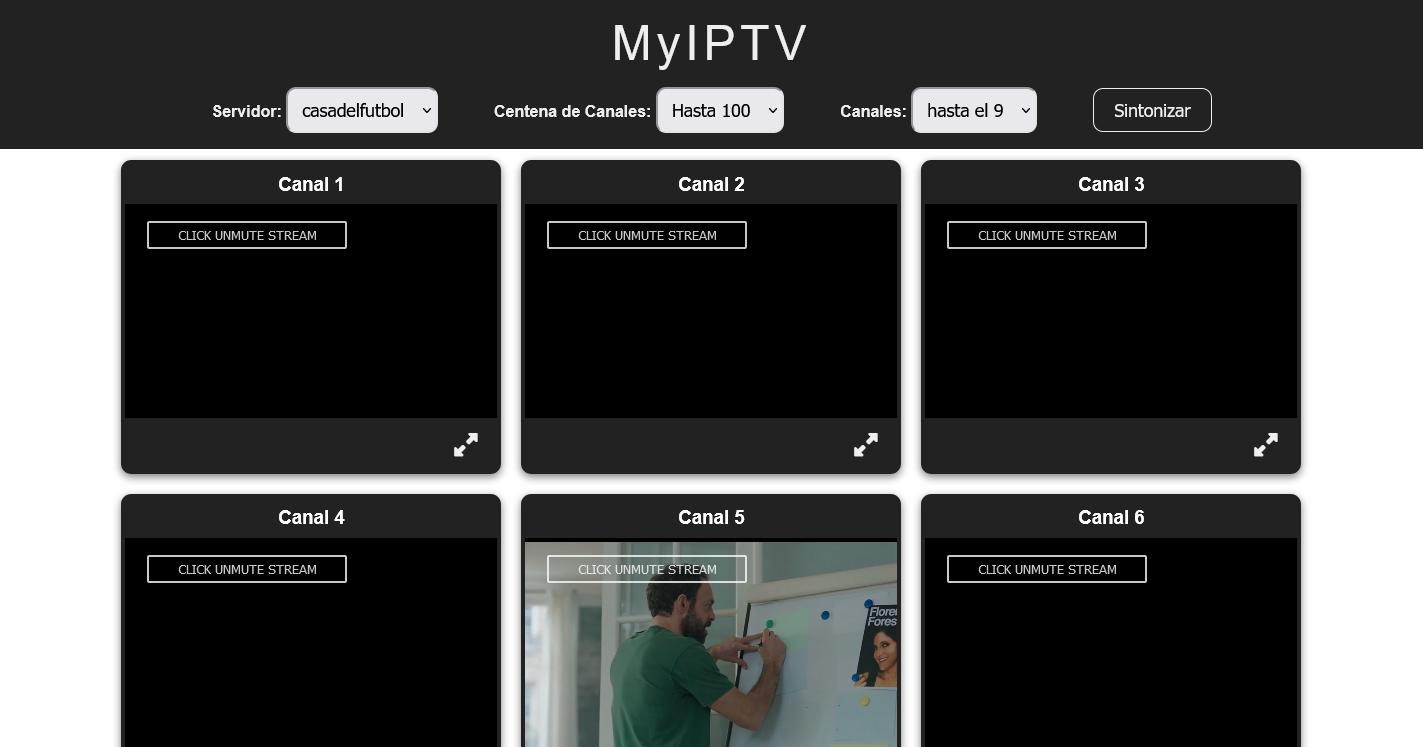 MyIPTV
Servidor: casadelfutbol Centena de Canales: Hasta 100 Canales: hasta el 9 Sintonizar
Canal 1
CLICK UNMUTE STREAM
Canal 2
CLICK UNMUTE STREAM
Canal 3
CLICK UNMUTE STREAM
Canal 4
CLICK UNMUTE STREAM
Canal 5
CLICK UNMUTE STREAM
Canal 6
CLICK UNMUTE STREAM